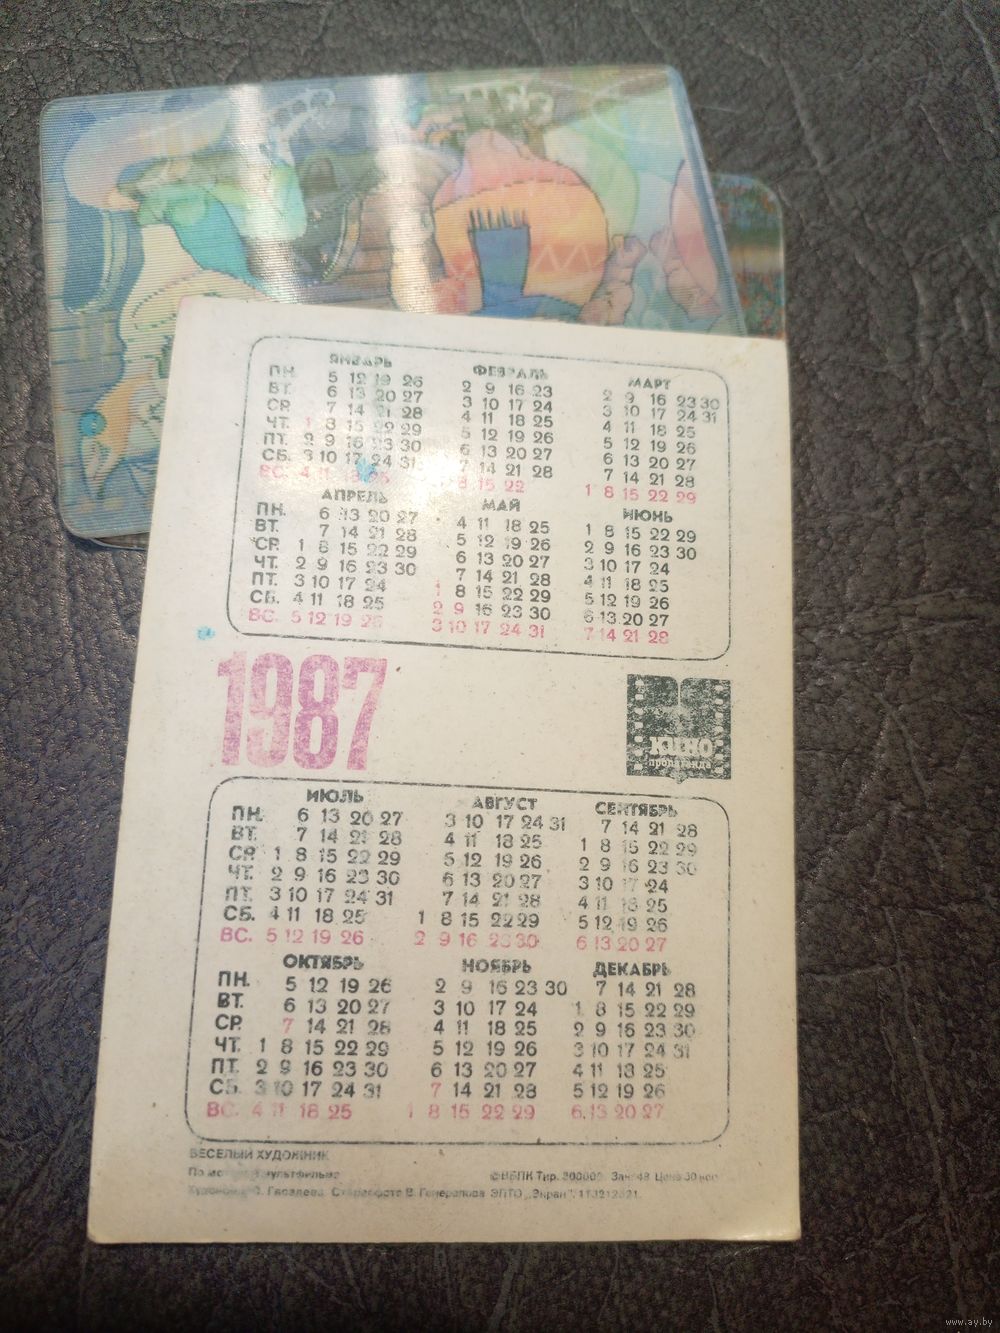 ЯНВАРЬ ФЕВРАЛЬ МАРТ
ПН. 5 12 19 26 2 9 16 23 2 9 16 23 30
ВТ. 6 13 20 27 3 10 17 24 3 10 17 24 31
СР. 7 14 21 28 4 11 18 25 4 11 18 25
ЧТ. 1 8 15 22 29 5 12 19 26 5 12 19 26
ПТ. 2 9 16 23 30 6 13 20 27 6 13 20 27
СБ. 3 10 17 24 31 7 14 21 28 7 14 21 28
ВС. 4 11 18 25 8 15 22 1 8 15 22 29
АПРЕЛЬ МАЙ ИЮНЬ
ПН. 6 13 20 27 4 11 18 25 1 8 15 22 29
ВТ. 7 14 21 28 5 12 19 26 2 9 16 23 30
СР. 1 8 15 22 29 6 13 20 27 3 10 17 24
ЧТ. 2 9 16 23 30 7 14 21 28 4 11 18 25
ПТ. 3 10 17 24 1 8 15 22 29 5 12 19 26
СБ. 4 11 18 25 2 9 16 23 30 6 13 20 27
ВС. 5 12 19 26 3 10 17 24 31 7 14 21 28
1987
КИНО
пропаганда
ИЮЛЬ АВГУСТ СЕНТЯБРЬ
ПН. 6 13 20 27 3 10 17 24 31 7 14 21 28
ВТ. 7 14 21 28 4 11 18 25 1 8 15 22 29
СР. 1 8 15 22 29 5 12 19 26 2 9 16 23 30
ЧТ. 2 9 16 23 30 6 13 20 27 3 10 17 24
ПТ. 3 10 17 24 31 7 14 21 28 4 11 18 25
СБ. 4 11 18 25 1 8 15 22 29 5 12 19 26
ВС. 5 12 19 26 2 9 16 23 30 6 13 20 27
ОКТЯБРЬ НОЯБРЬ ДЕКАБРЬ
ПН. 5 12 19 26 2 9 16 23 30 7 14 21 28
ВТ. 6 13 20 27 3 10 17 24 1 8 15 22 29
СР. 7 14 21 28 4 11 18 25 2 9 16 23 30
ЧТ. 1 8 15 22 29 5 12 19 26 3 10 17 24 31
ПТ. 2 9 16 23 30 6 13 20 27 4 11 18 25
СБ. 3 10 17 24 31 7 14 21 28 5 12 19 26
ВС. 4 11 18 25 1 8 15 22 29 6 13 20 27
ВЕСЕЛЫЙ ХУДОЖНИК
По мультфильма © НБПК Тир. Зак. 48 Цена 30 коп.
Стереофото В. Генералова ЭПТО „Экран".
www.ay.by